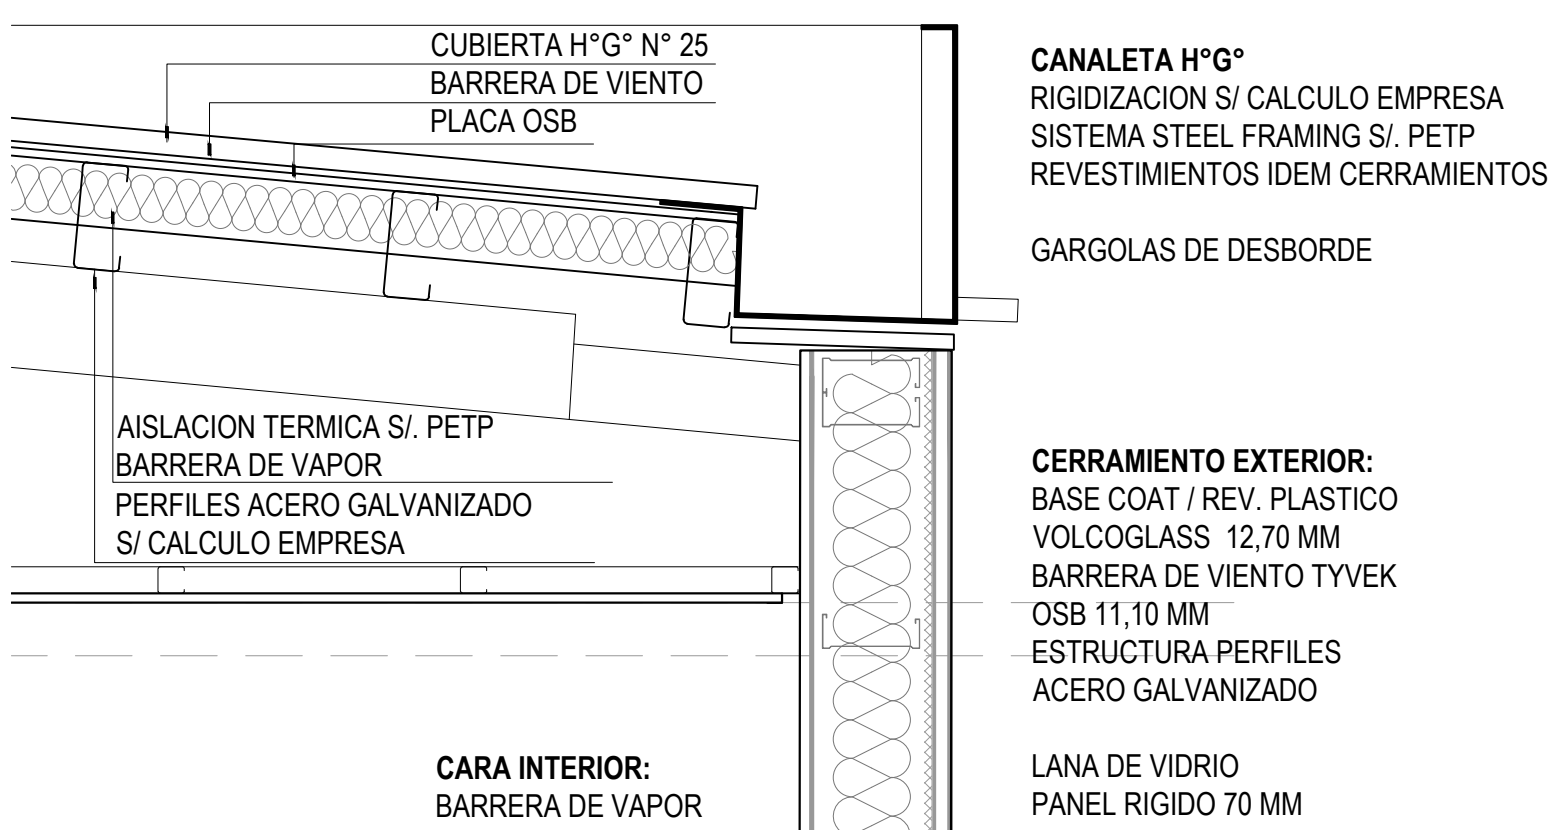 CUBIERTA H°G° N° 25
BARRERA DE VIENTO
PLACA OSB
CANALETA H°G°
RIGIDIZACION S/ CALCULO EMPRESA
SISTEMA STEEL FRAMING S/. PETP
REVESTIMIENTOS IDEM CERRAMIENTOS
GARGOLAS DE DESBORDE
AISLACION TERMICA S/. PETP
BARRERA DE VAPOR
PERFILES ACERO GALVANIZADO
S/ CALCULO EMPRESA
CERRAMIENTO EXTERIOR:
BASE COAT / REV. PLASTICO
VOLCOGLASS 12,70 MM
BARRERA DE VIENTO TYVEK
OSB 11,10 MM
ESTRUCTURA PERFILES
ACERO GALVANIZADO
LANA DE VIDRIO
PANEL RIGIDO 70 MM
CARA INTERIOR:
BARRERA DE VAPOR